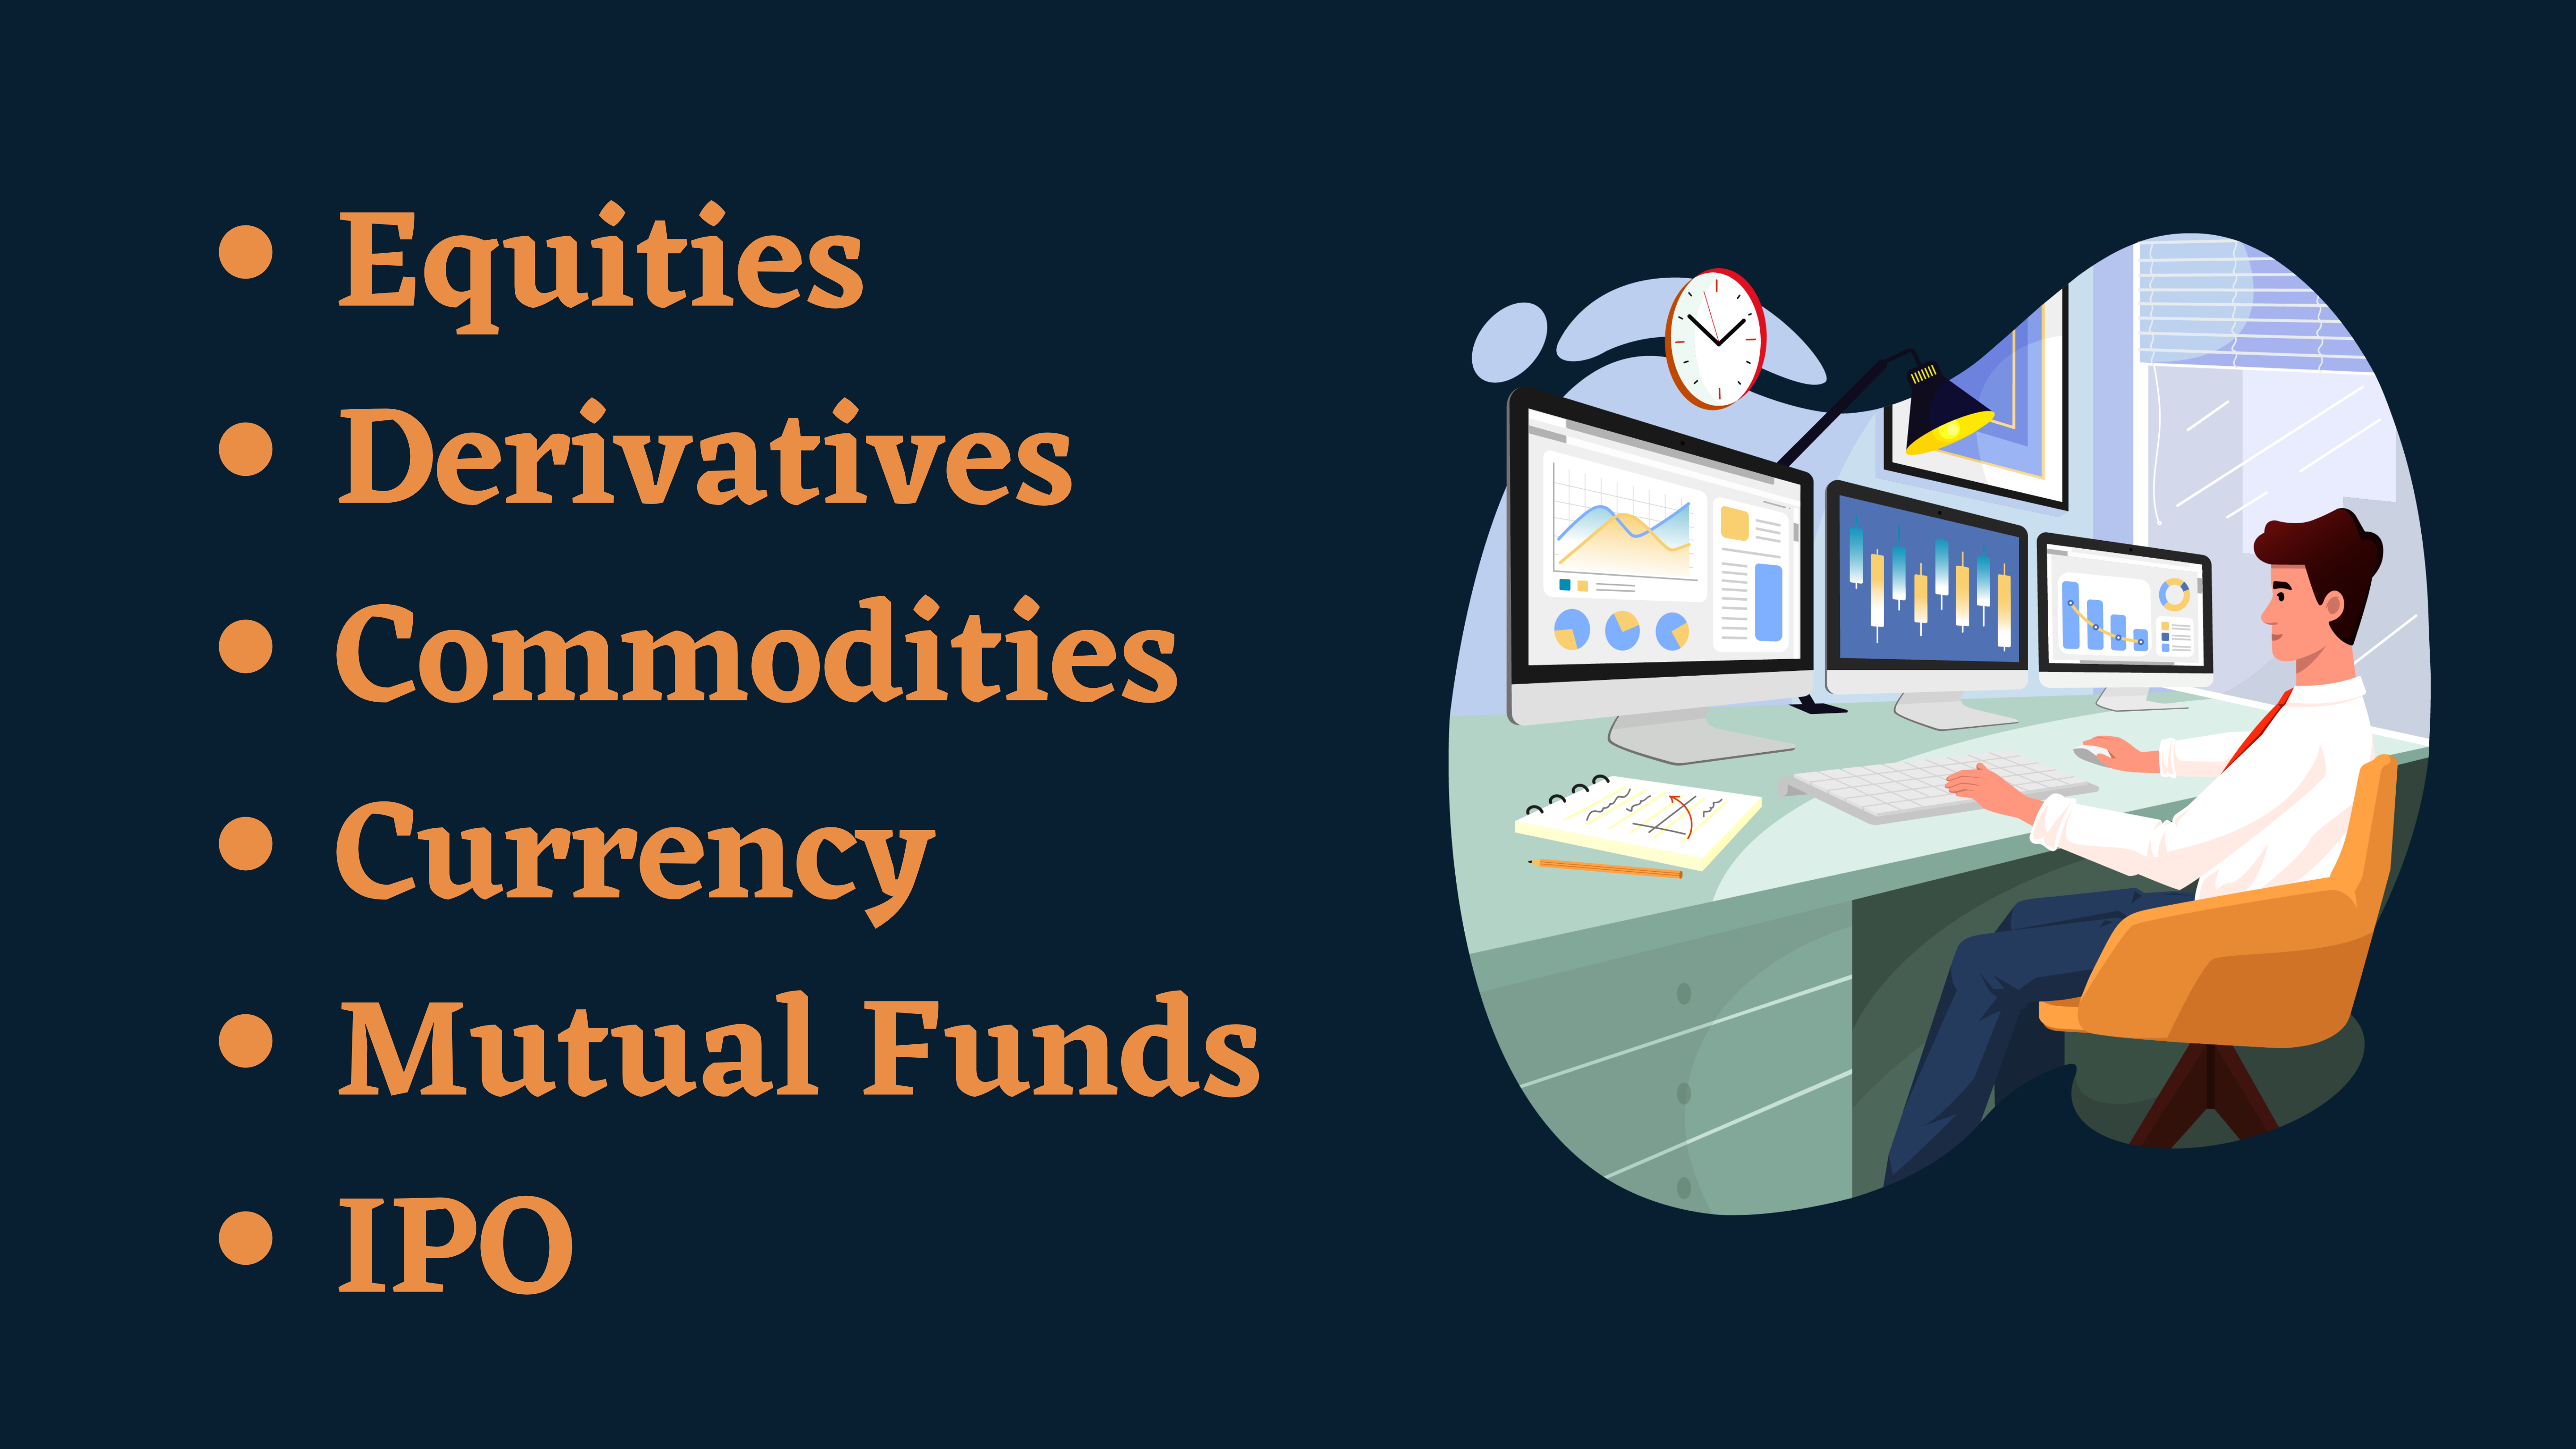 • Equities
• Derivatives
• Commodities
• Currency
• Mutual Funds
• IPO